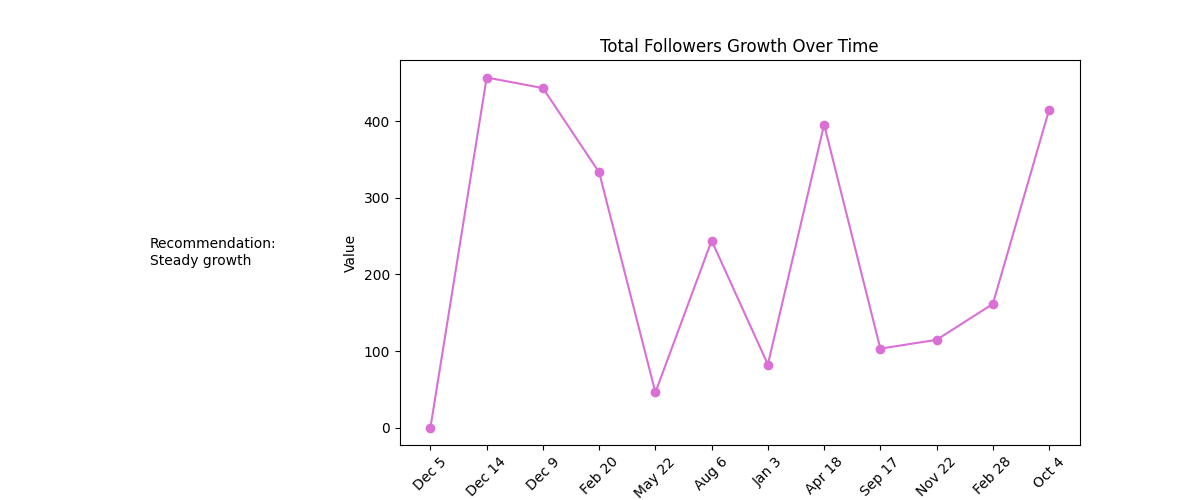 Total Followers Growth Over Time
Recommendation:
Steady growth
Value
400
300
200
100
0
Dec 5
Dec 14
Dec 9
Feb 20
May 22
Aug 6
Jan 3
Apr 18
Sep 17
Nov 22
Feb 28
Oct 4